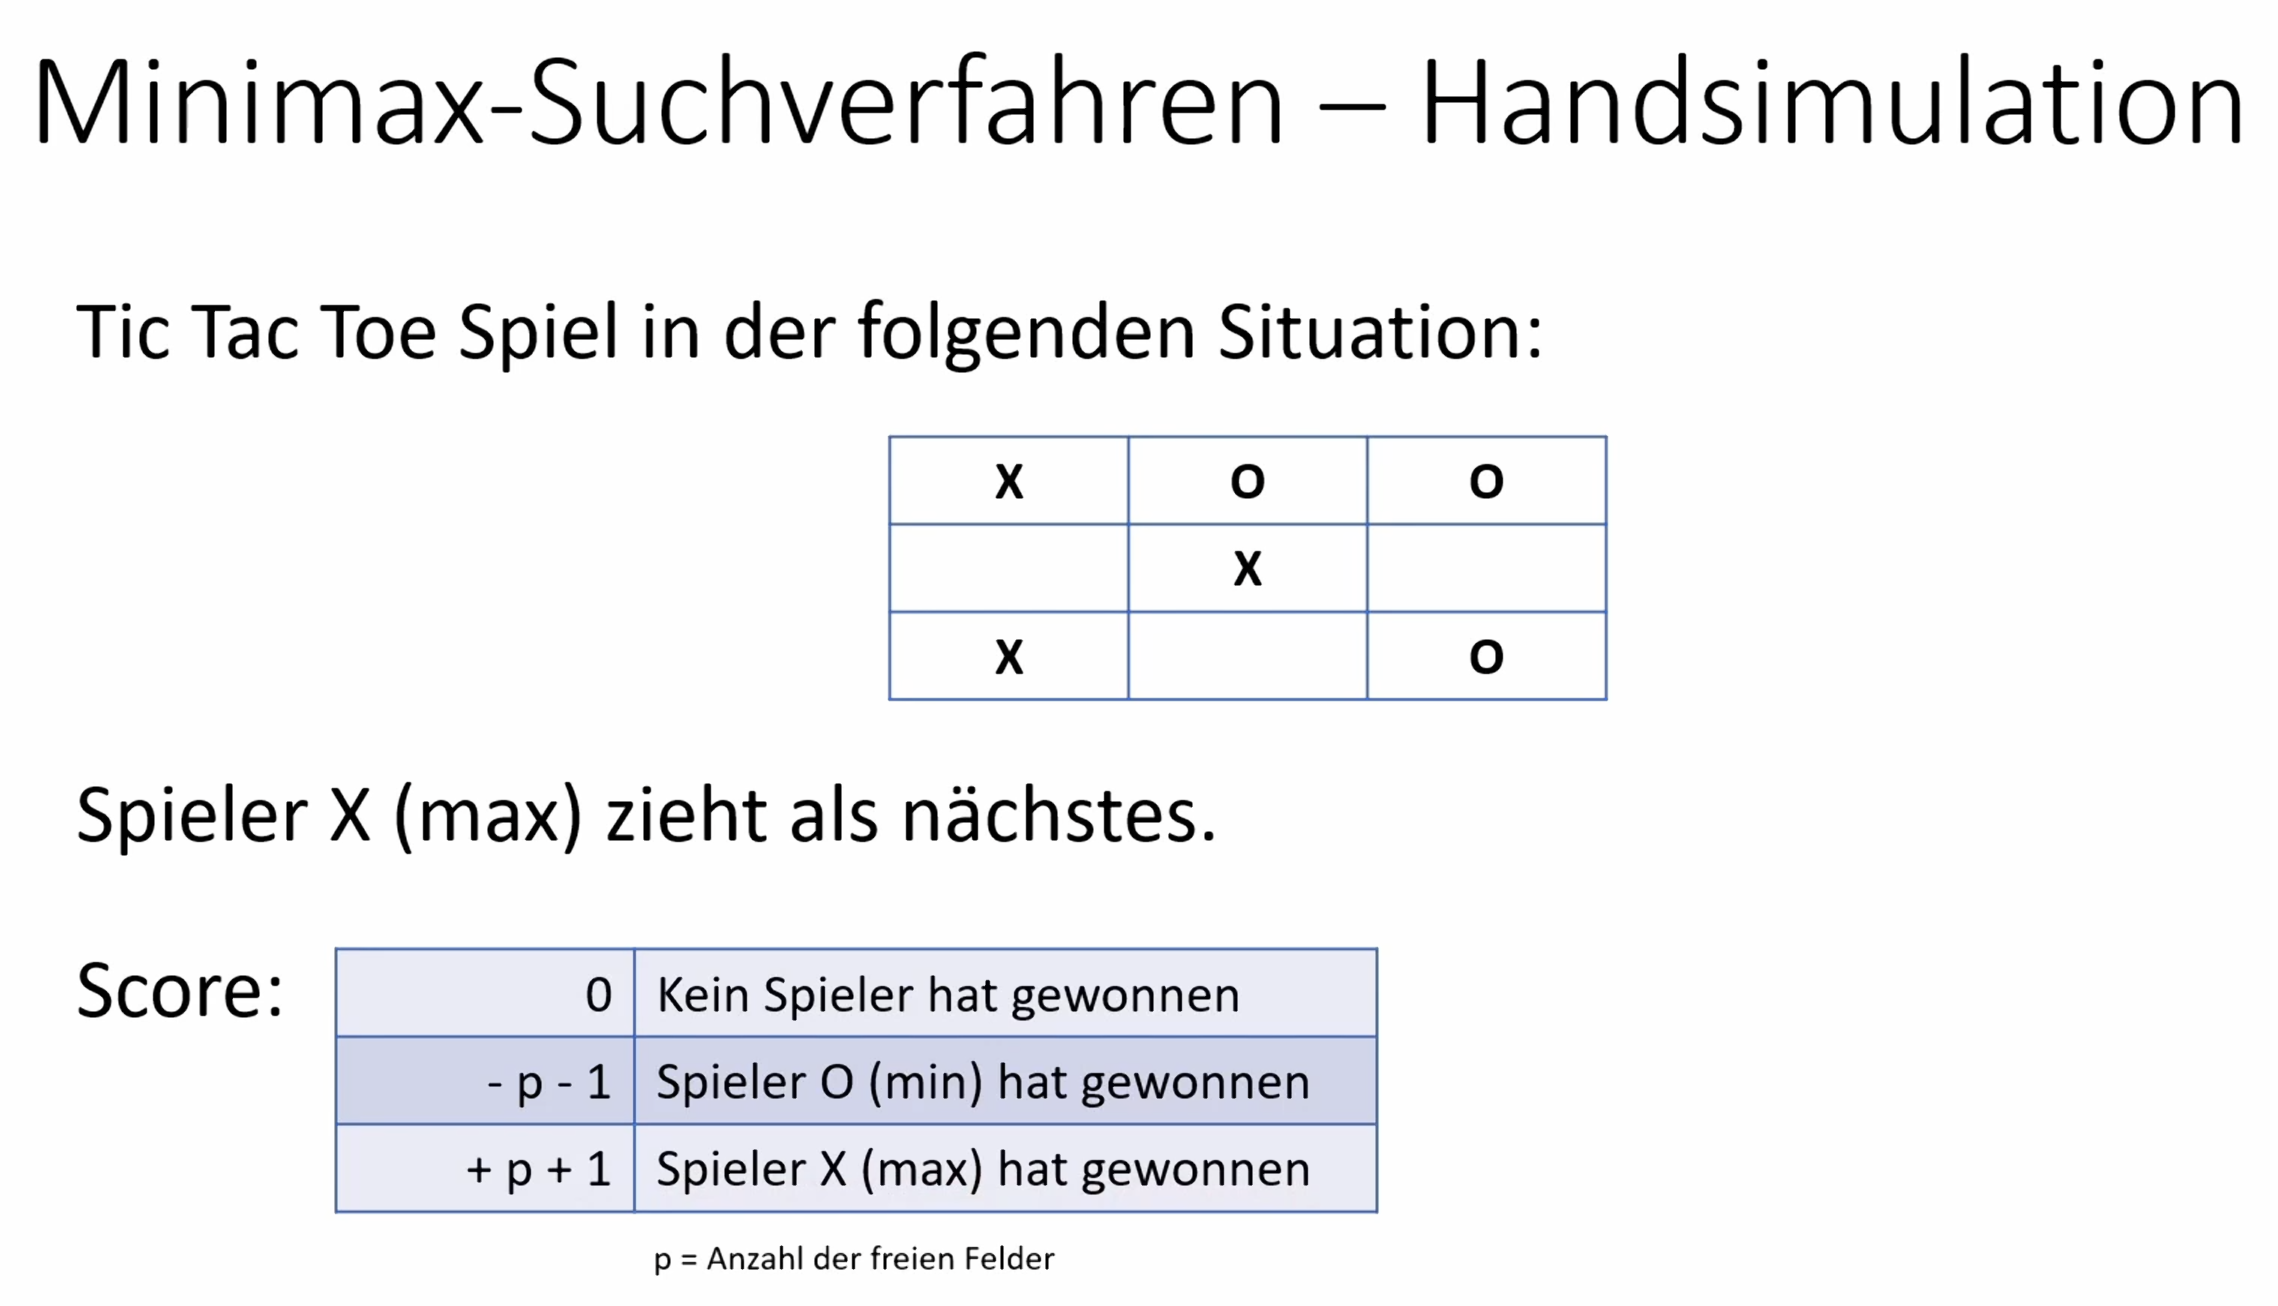 Minimax-Suchverfahren – Handsimulation
Tic Tac Toe Spiel in der folgenden Situation:
X O O
X
X O
Spieler X (max) zieht als nächstes.
Score:
0 Kein Spieler hat gewonnen
- p - 1 Spieler O (min) hat gewonnen
+ p + 1 Spieler X (max) hat gewonnen
p = Anzahl der freien Felder